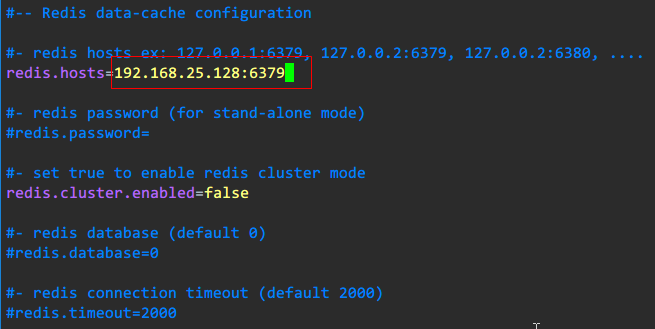 #-- Redis data-cache configuration
#- redis hosts ex: 127.0.0.1:6379, 127.0.0.2:6379, 127.0.0.2:6380, ....
redis.hosts=192.168.25.128:6379
#- redis password (for stand-alone mode)
#redis.password=
#- set true to enable redis cluster mode
redis.cluster.enabled=false
#- redis database (default 0)
#redis.database=0
#- redis connection timeout (default 2000)
#redis.timeout=2000